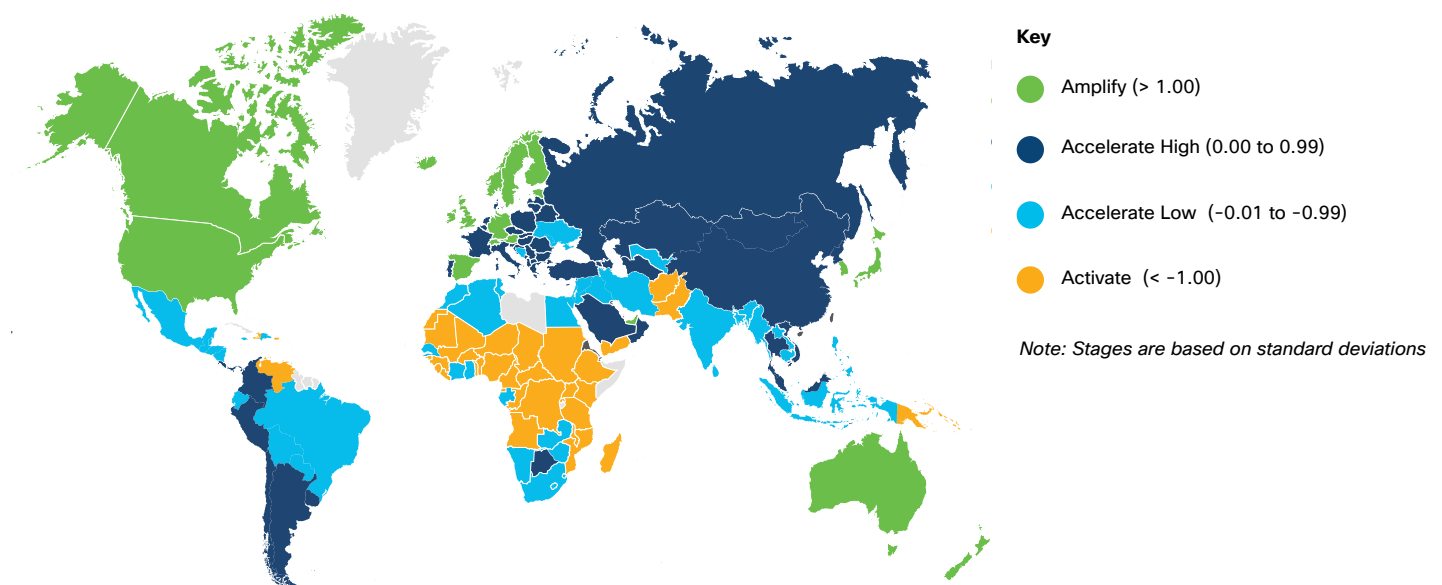 Key
Amplify (> 1.00)
Accelerate High (0.00 to 0.99)
Accelerate Low  (-0.01 to -0.99)
Activate  (< -1.00)
Note: Stages are based on standard deviations